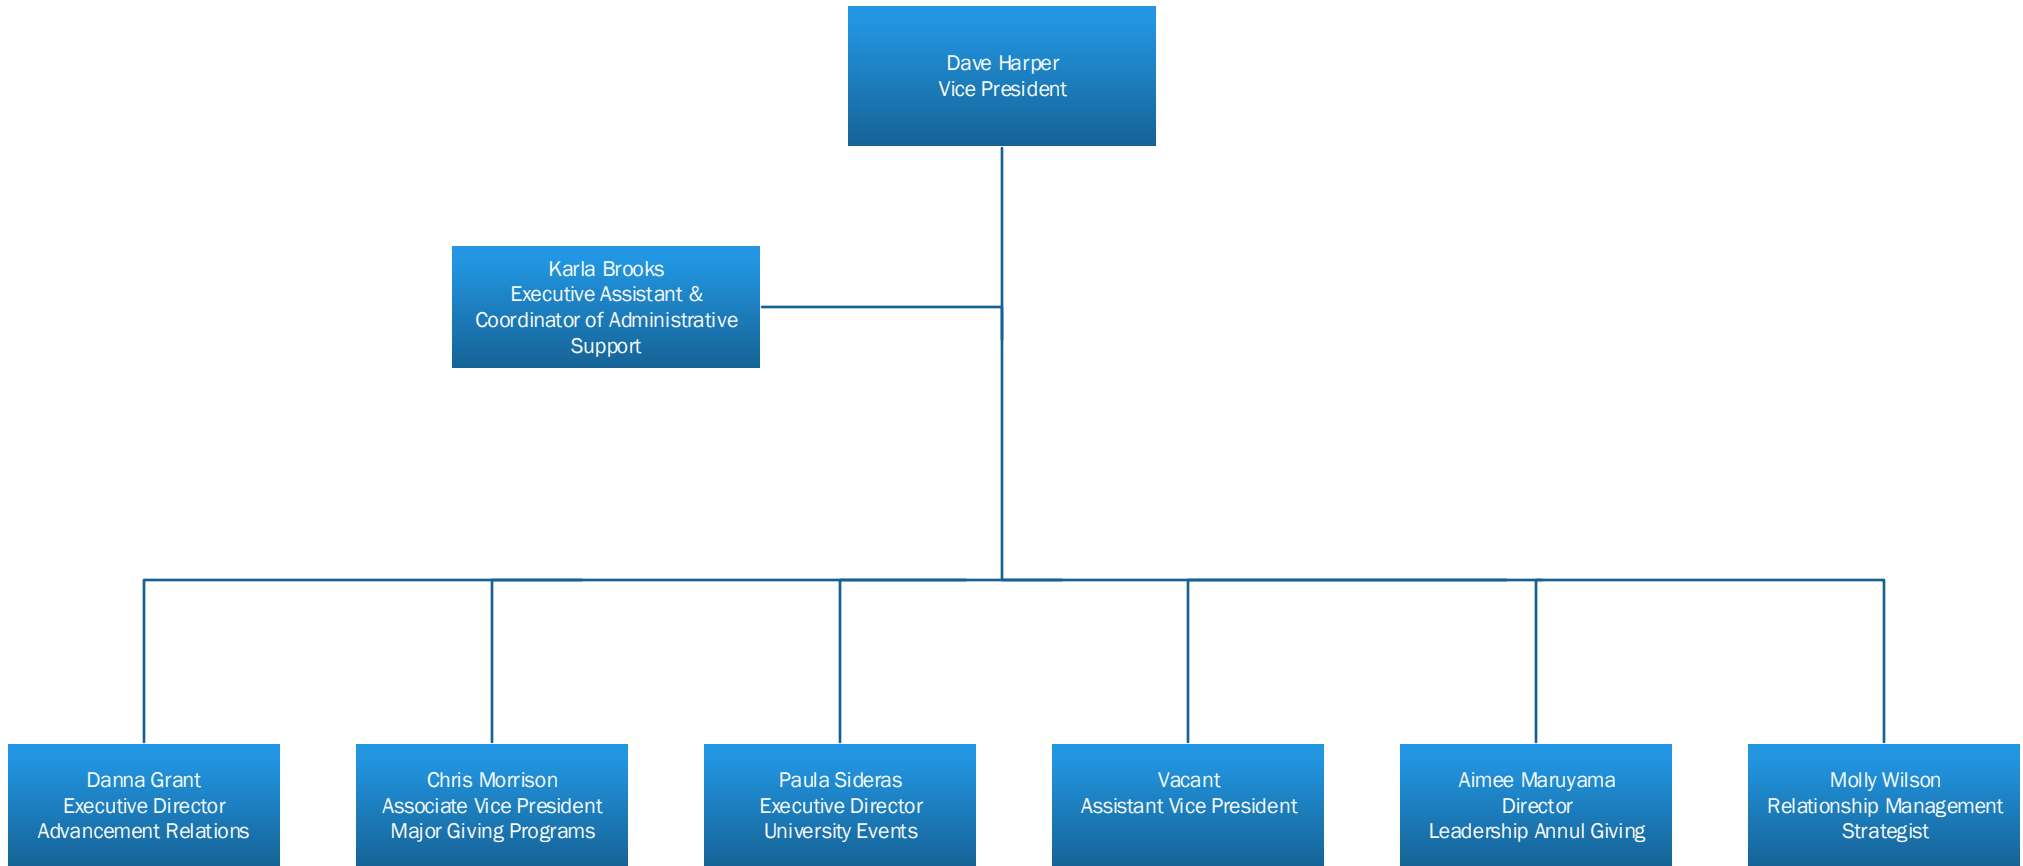 Dave Harper
Vice President
Karla Brooks
Executive Assistant &
Coordinator of Administrative
Support
Danna Grant
Executive Director
Advancement Relations
Chris Morrison
Associate Vice President
Major Giving Programs
Paula Sideras
Executive Director
University Events
Vacant
Assistant Vice President
Aimee Maruyama
Director
Leadership Annul Giving
Molly Wilson
Relationship Management
Strategist